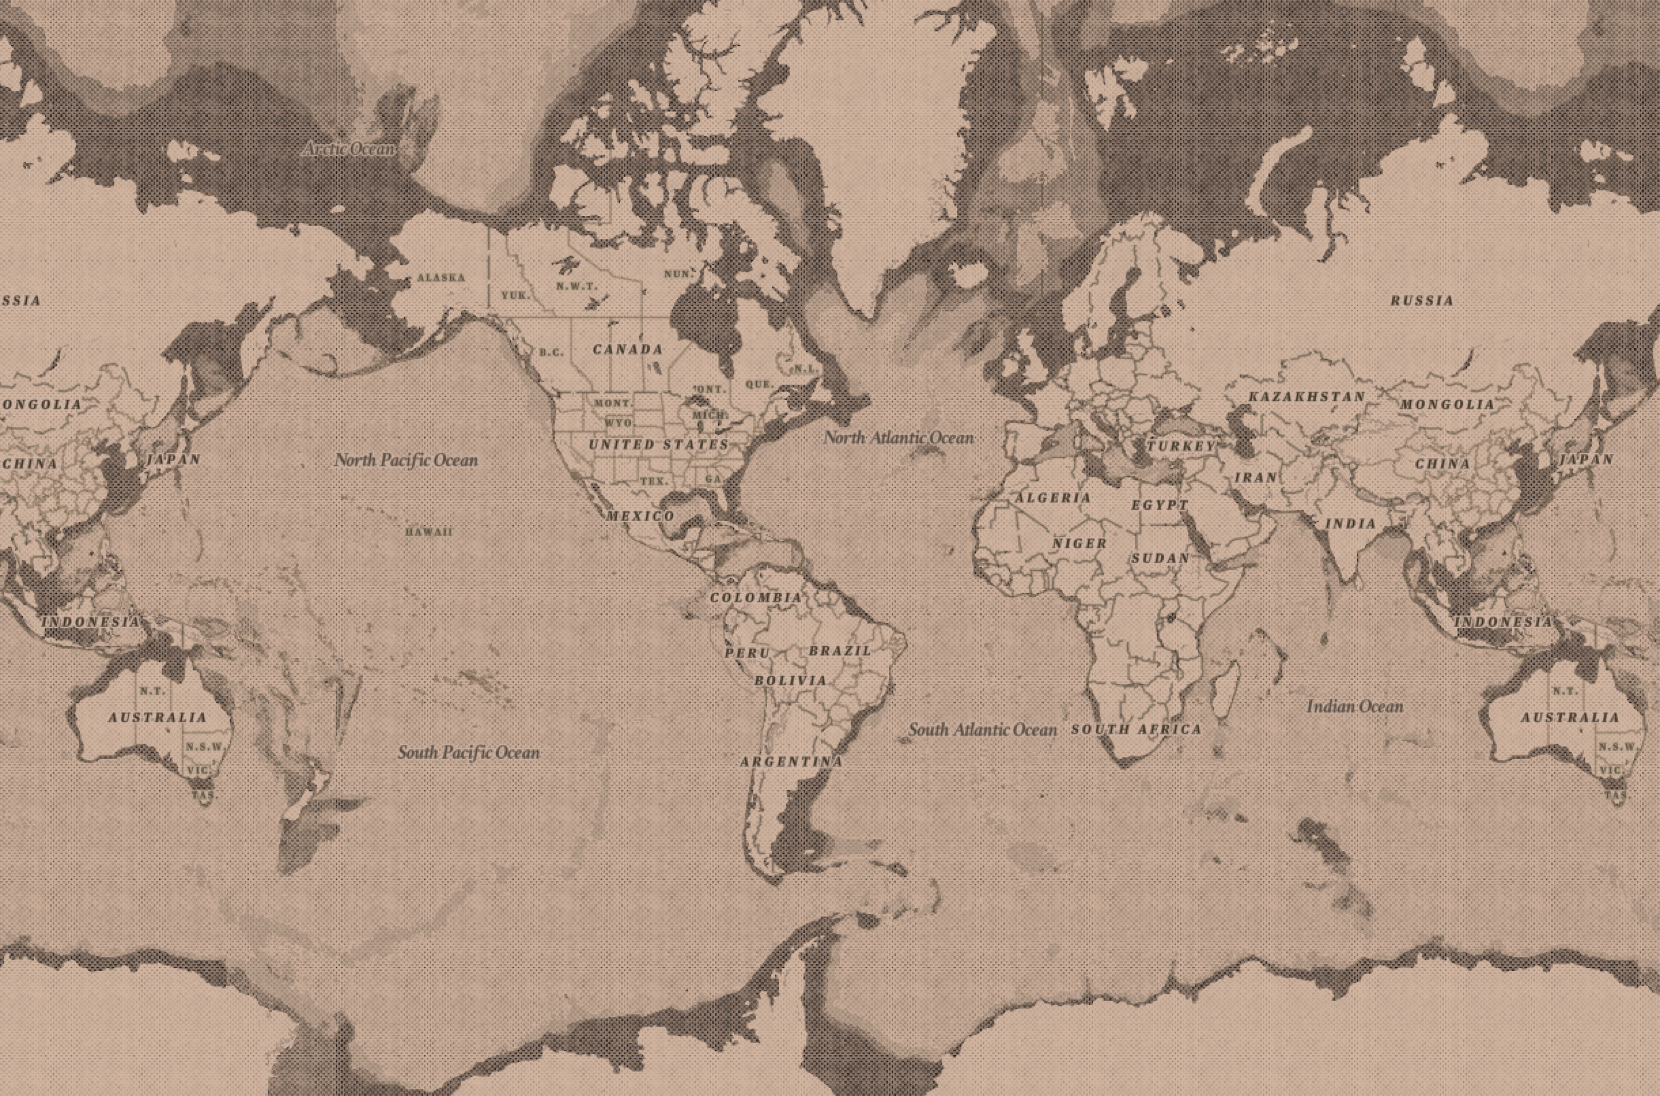 Arctic Ocean
ALASKA
NUN.
N.W.T.
YUK.
SSIA
RUSSIA
B.C.
CANADA
N.L.
QUE.
ONT.
MONT.
MICH.
WYO.
UNITED STATES
TEX.
GA.
MEXICO
ONGOLIA
CHINA
JAPAN
North Pacific Ocean
HAWAII
North Atlantic Ocean
KAZAKHSTAN
MONGOLIA
TURKEY
IRAN
CHINA
JAPAN
ALGERIA
EGYPT
INDIA
NIGER
SUDAN
COLOMBIA
INDONESIA
INDONESIA
PERU
BRAZIL
BOLIVIA
N.T.
AUSTRALIA
N.S.W.
VIC.
TAS.
South Pacific Ocean
ARGENTINA
South Atlantic Ocean
SOUTH AFRICA
Indian Ocean
N.T.
AUSTRALIA
N.S.W.
VIC.
TAS.